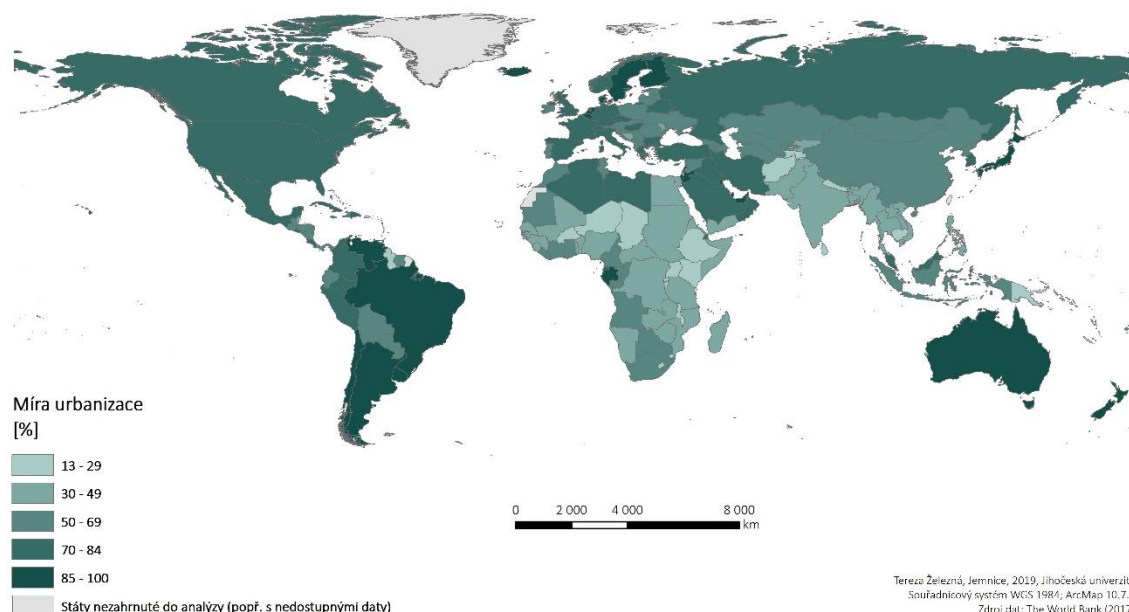 Míra urbanizace
[%]
13 - 29
30 - 49
50 - 69
70 - 84
85 - 100
Státy nezahrnuté do analýzy (popř. s nedostupnými daty)
0 2 000 4 000 8 000
km
Tereza Železná, Jemnice, 2019, Jihočeská univerzit
Souřadnicový systém WGS 1984; ArcMap 10.7.
Zdroj dat: The World Bank (2017